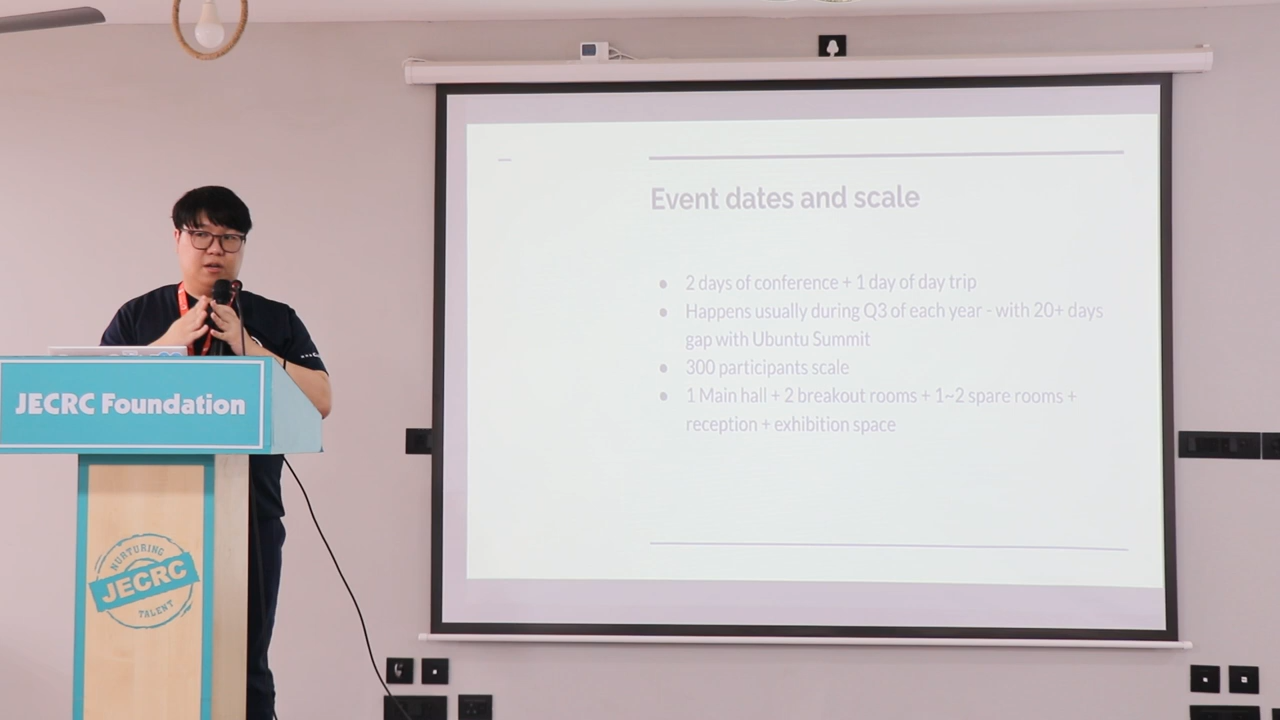 Event dates and scale
2 days of conference + 1 day of day trip
Happens usually during Q3 of each year - with 20+ days
gap with Ubuntu Summit
300 participants scale
1 Main hall + 2 breakout rooms + 1~2 spare rooms +
reception + exhibition space
JECRC Foundation
NURTURING
JECRC
TALENT